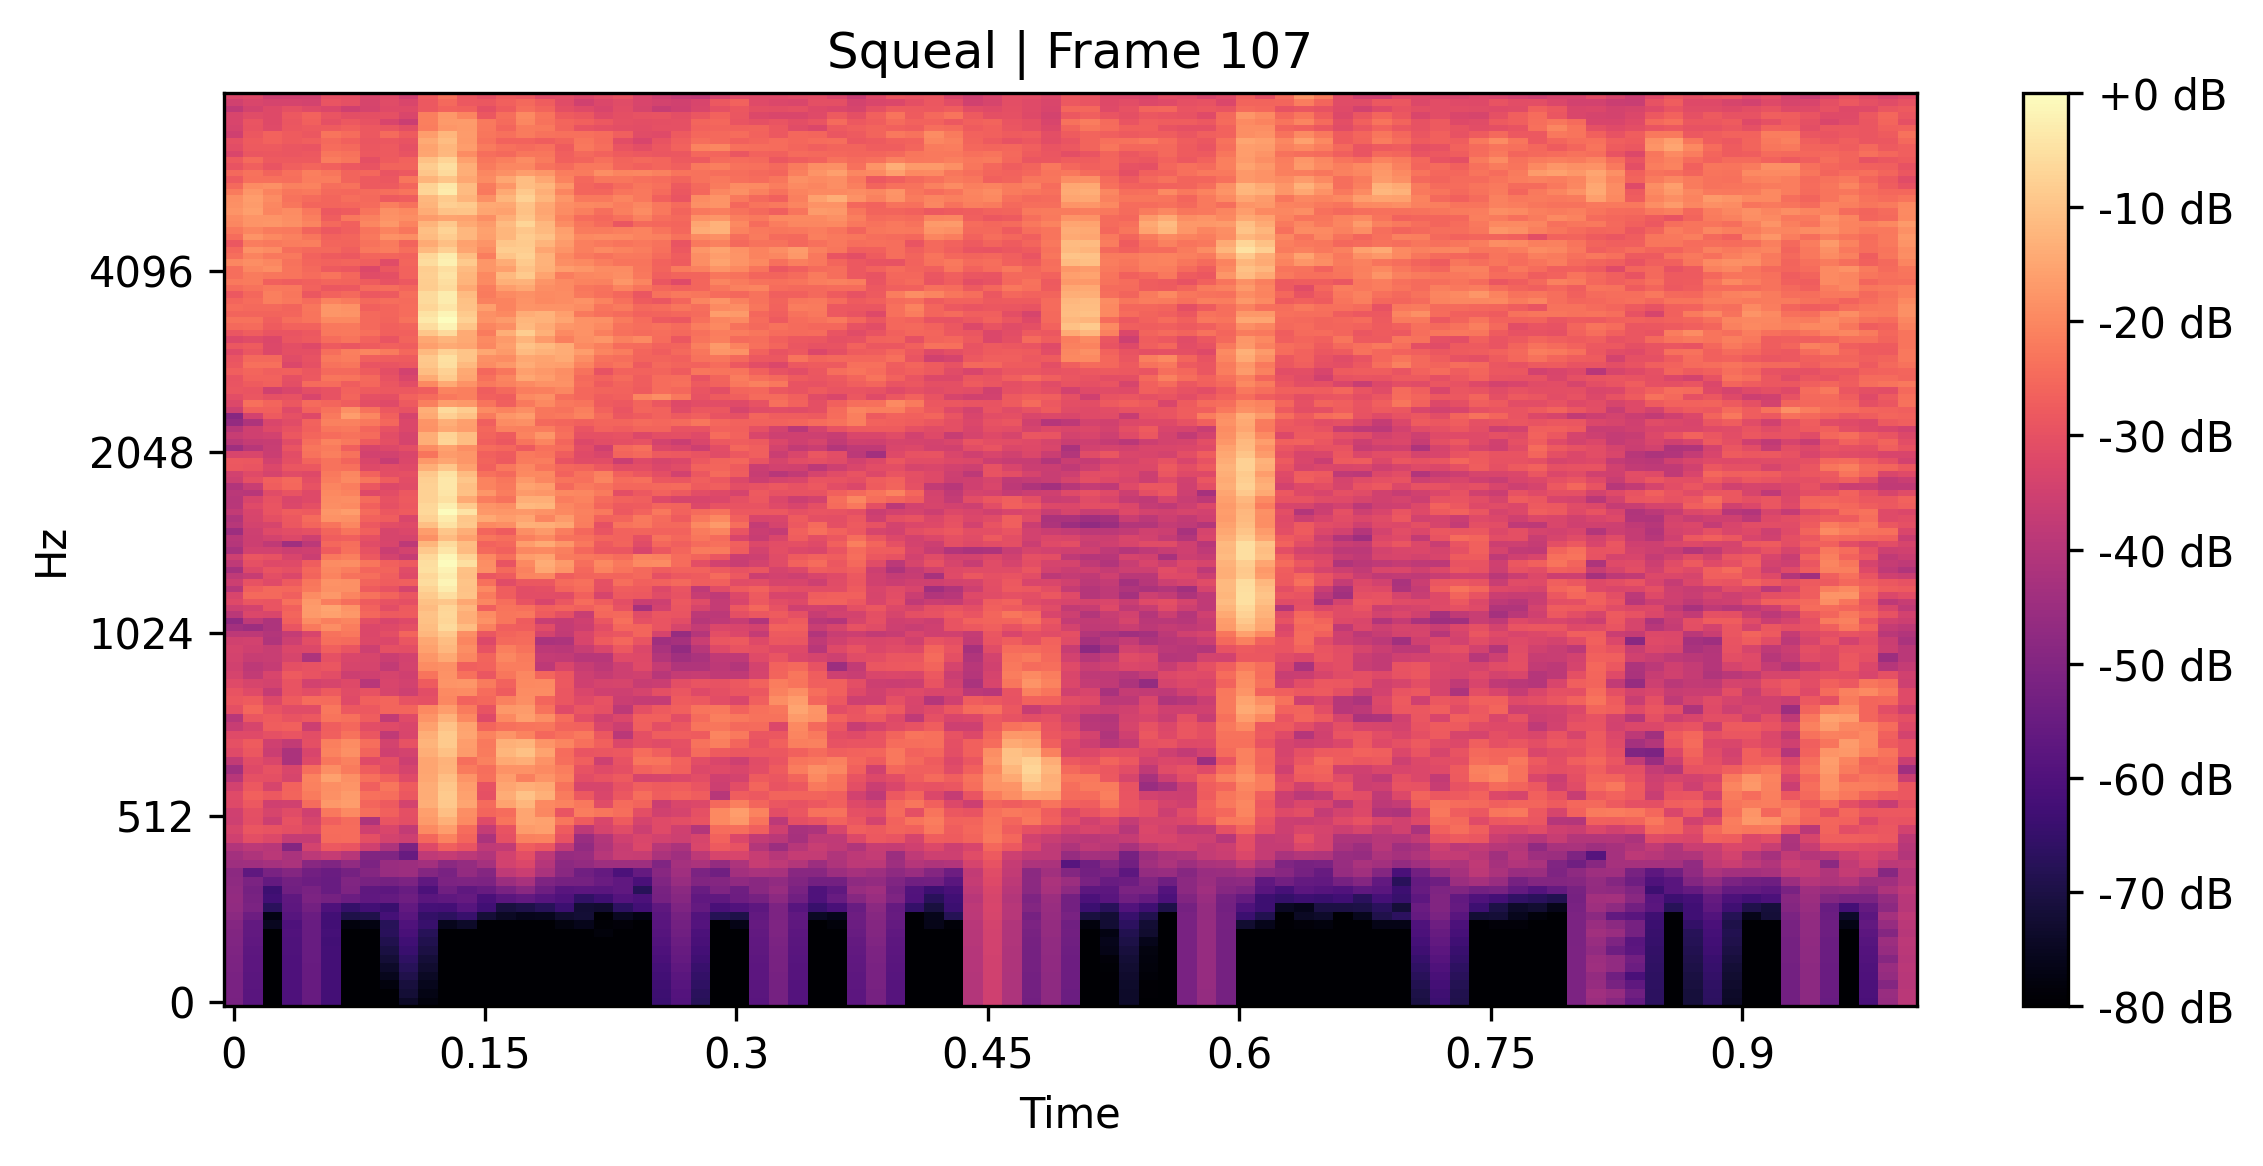 Squeal | Frame 107
+0 dB
-10 dB
-20 dB
-30 dB
-40 dB
-50 dB
-60 dB
-70 dB
-80 dB
Hz
4096
2048
1024
512
0
0 0.15 0.3 0.45 0.6 0.75 0.9
Time